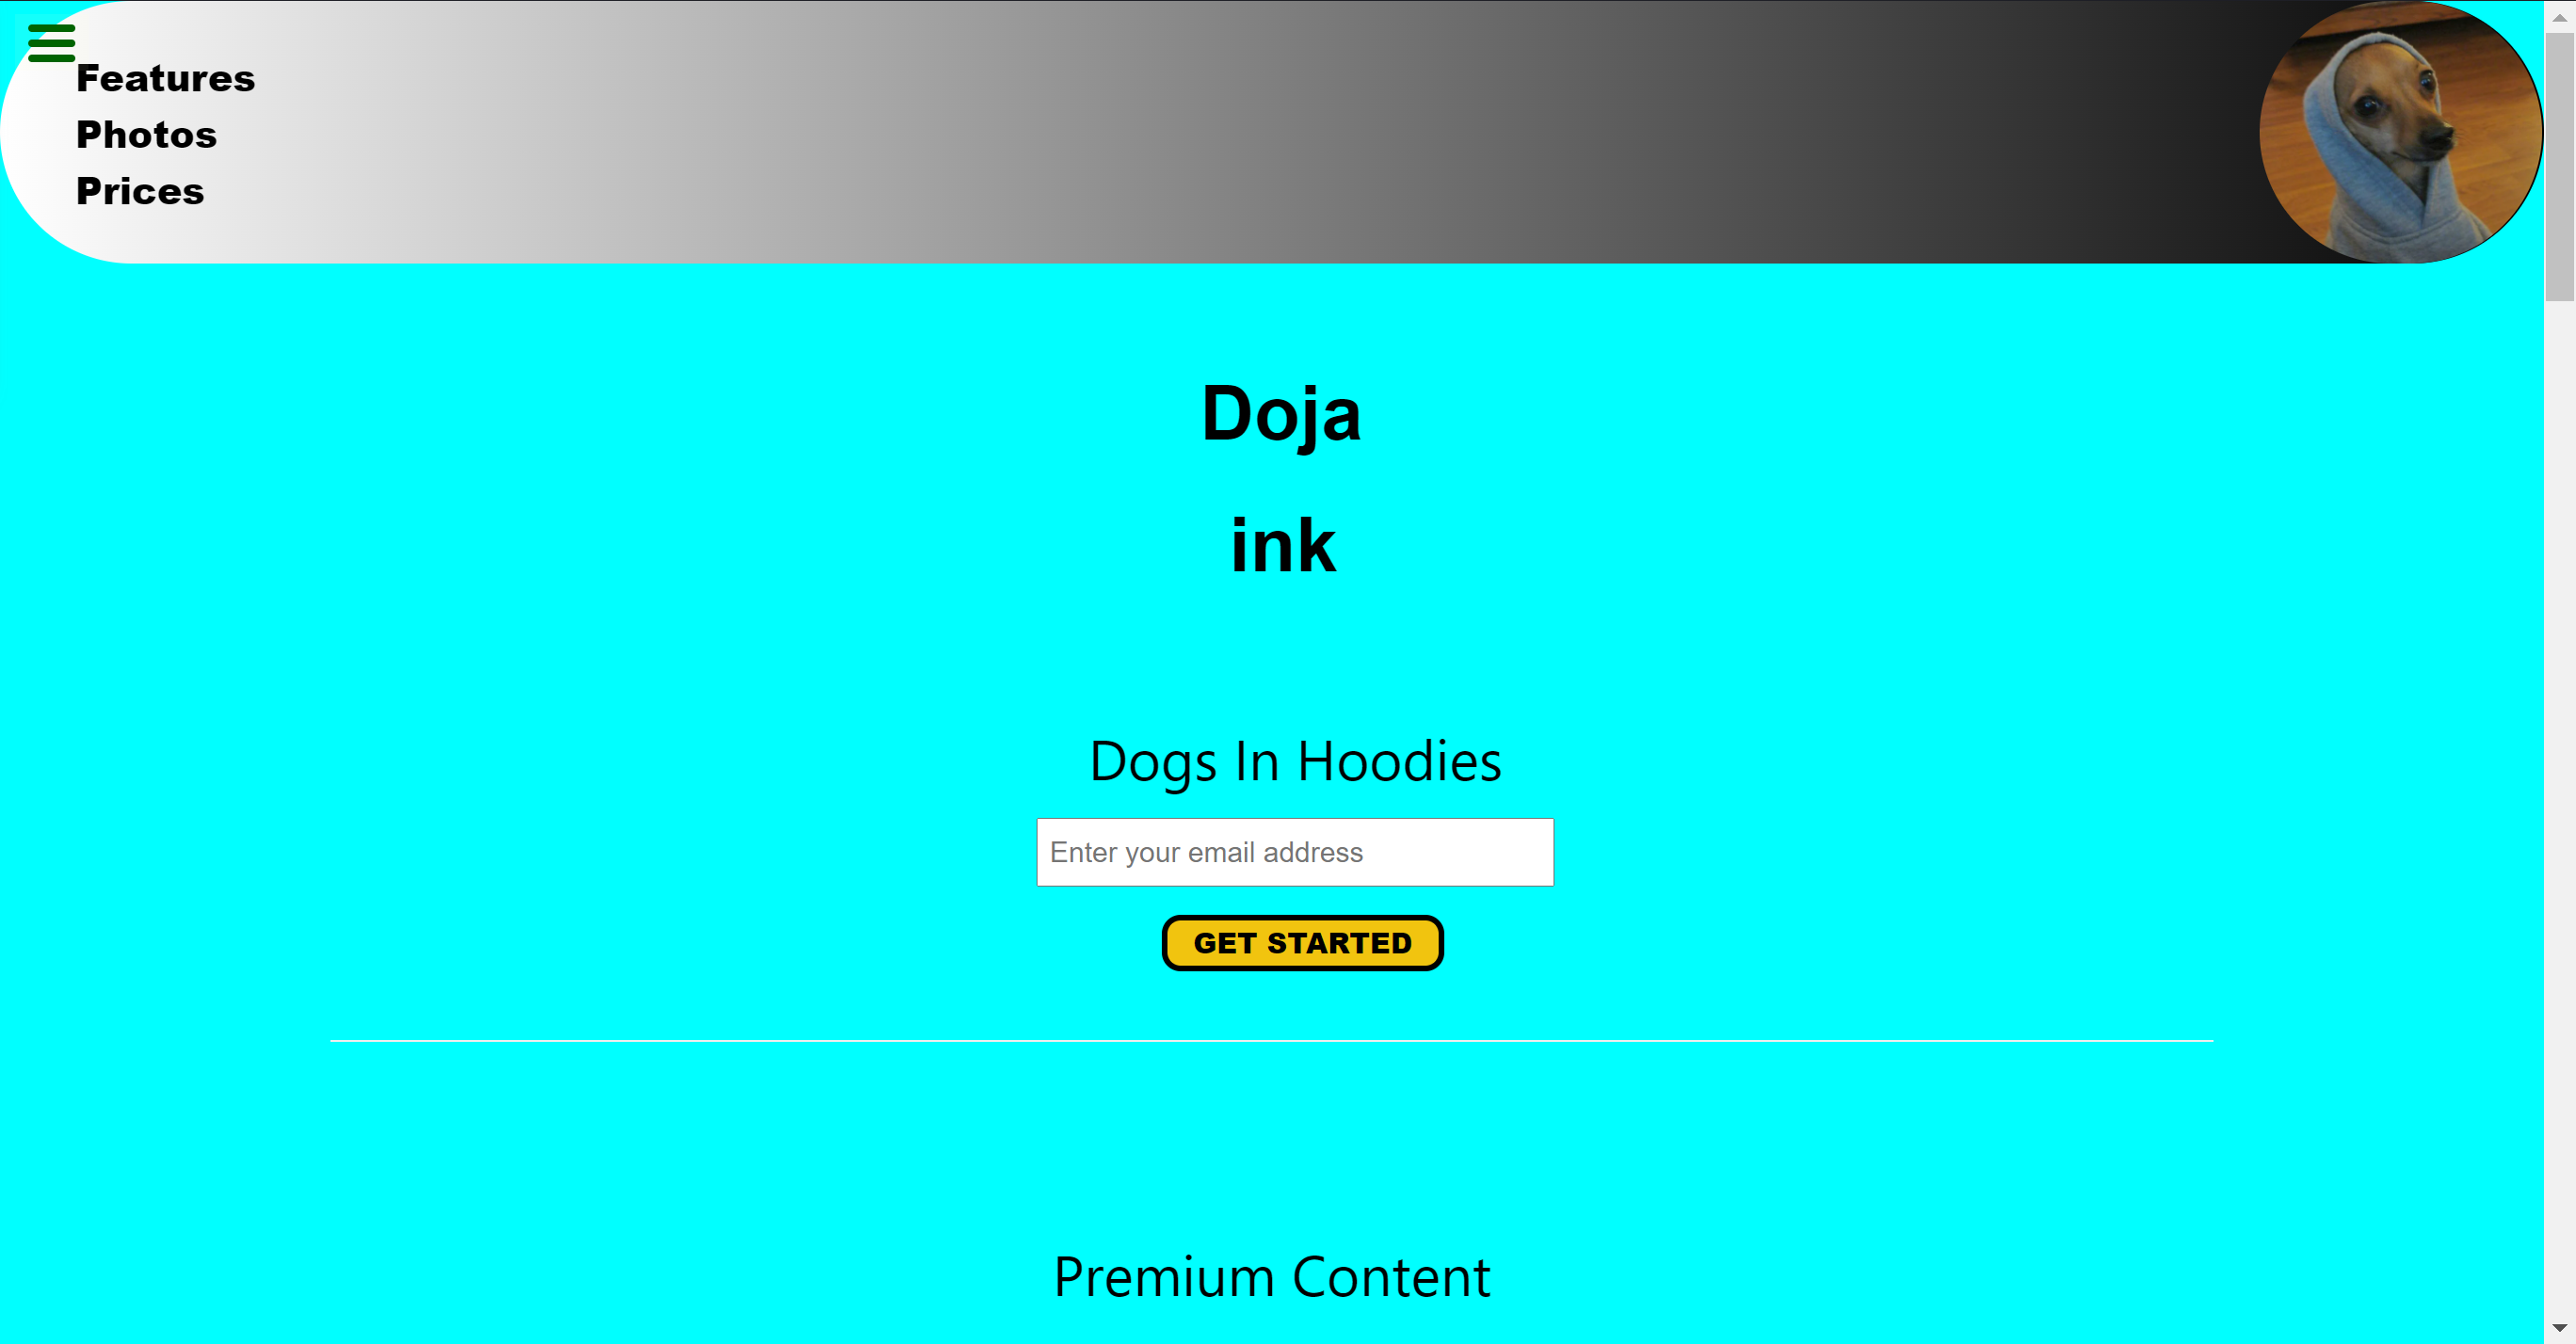 Features
Photos
Prices
Doja
ink
Dogs In Hoodies
Enter your email address
GET STARTED
Premium Content